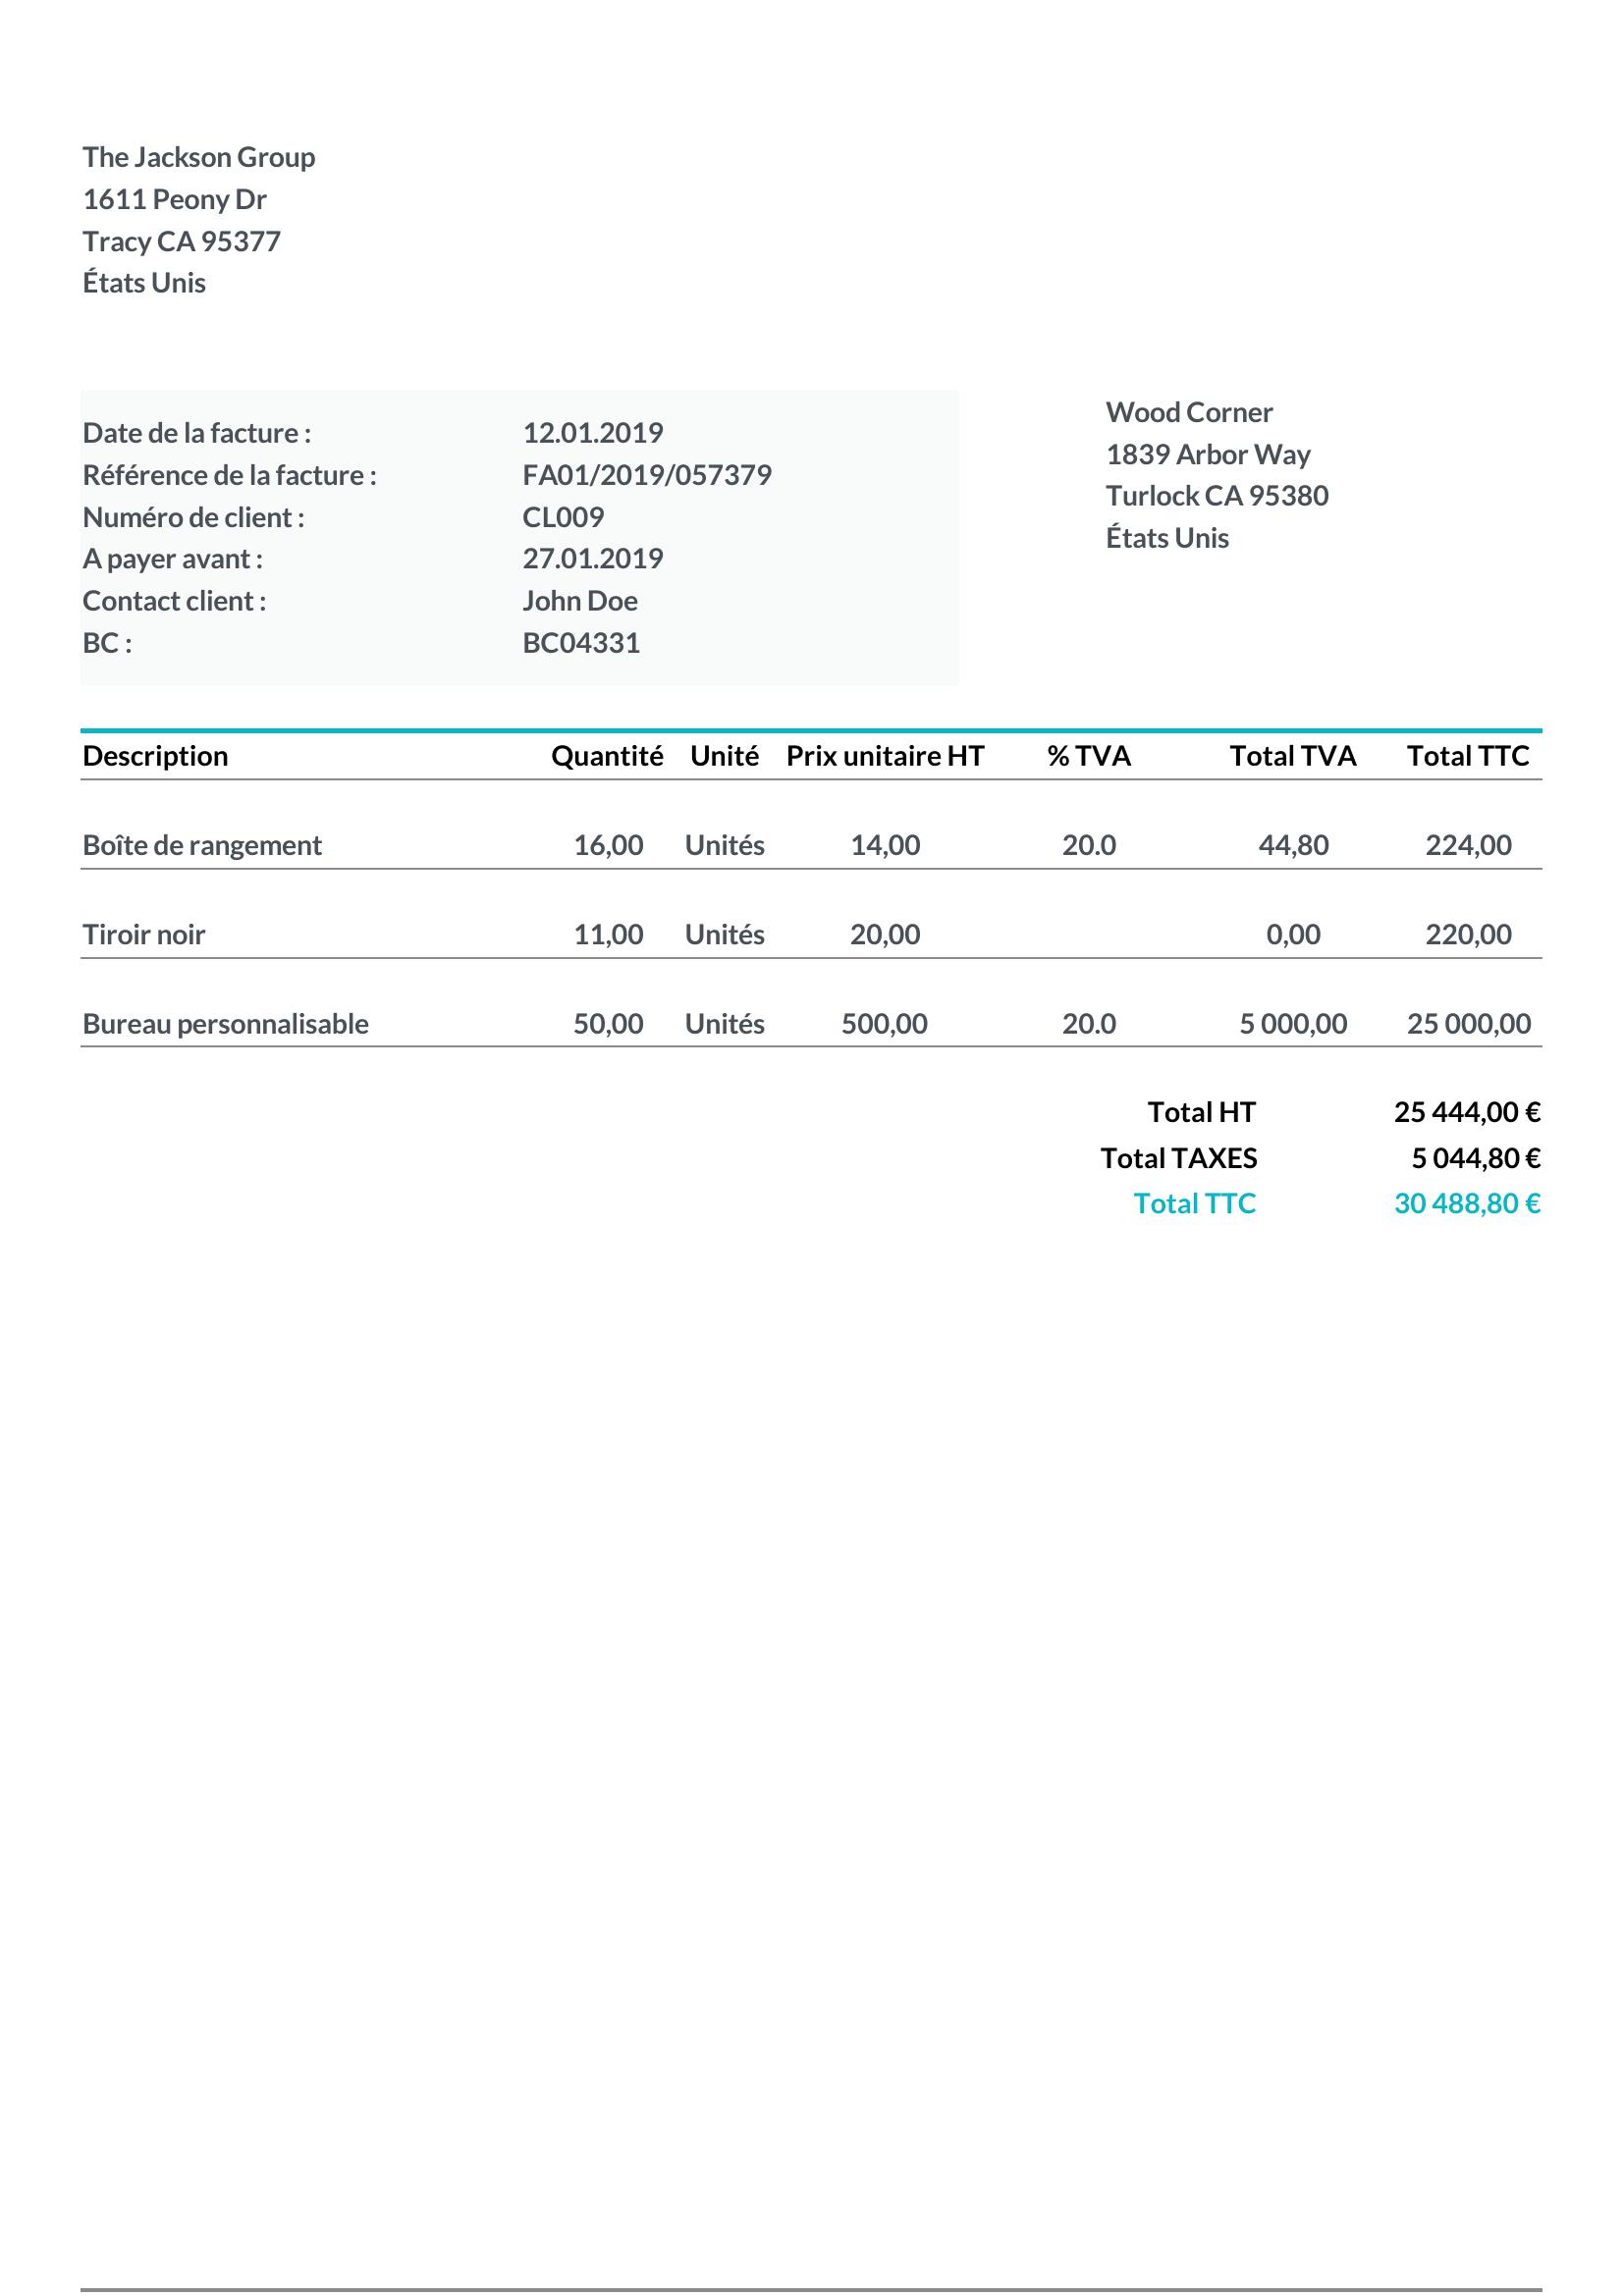 The Jackson Group
1611 Peony Dr
Tracy CA 95377
États Unis
Date de la facture : 12.01.2019
Référence de la facture : FA01/2019/057379
Numéro de client : CL009
A payer avant : 27.01.2019
Contact client : John Doe
BC : BC04331
Wood Corner
1839 Arbor Way
Turlock CA 95380
États Unis
Description Quantité Unité Prix unitaire HT % TVA Total TVA Total TTC
Boîte de rangement 16,00 Unités 14,00 20.0 44,80 224,00
Tiroir noir 11,00 Unités 20,00 0,00 220,00
Bureau personnalisable 50,00 Unités 500,00 20.0 5 000,00 25 000,00
Total HT 25 444,00 €
Total TAXES 5 044,80 €
Total TTC 30 488,80 €